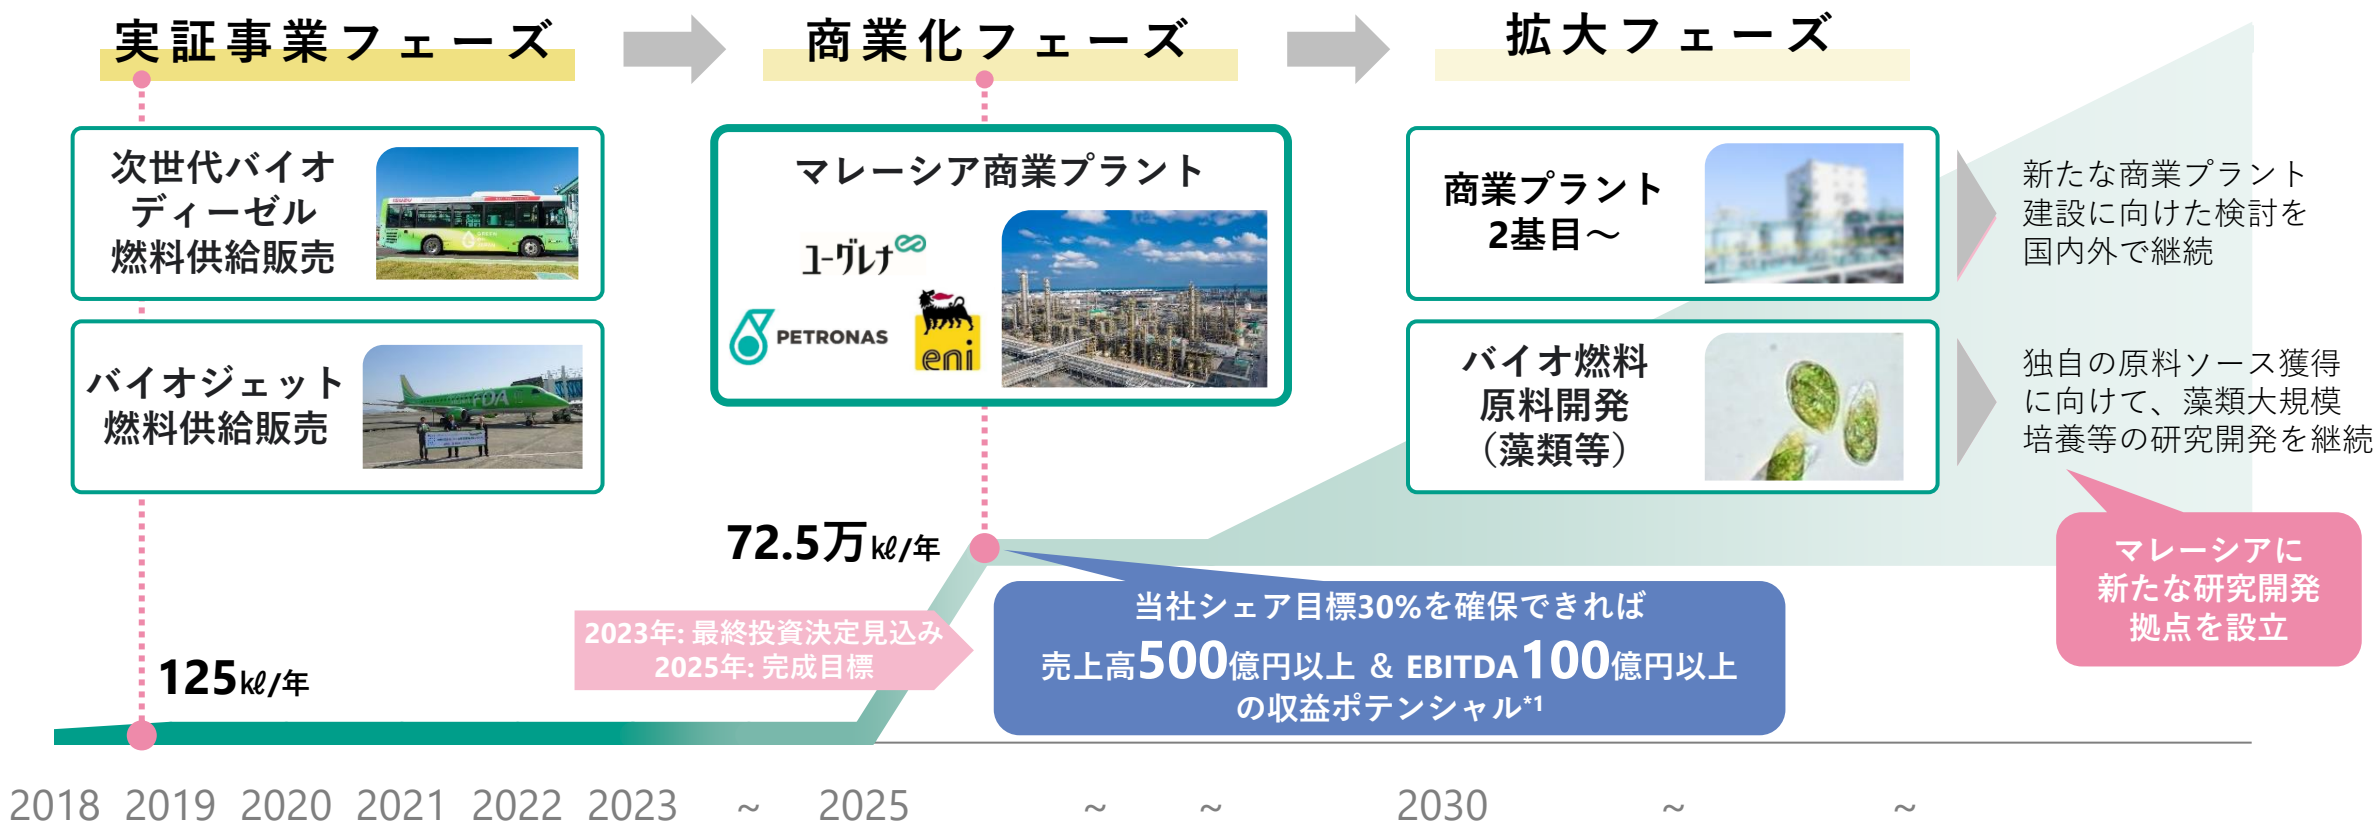 実証事業フェーズ
商業化フェーズ
拡大フェーズ
次世代バイオ
ディーゼル
燃料供給販売
バイオジェット
燃料供給販売
マレーシア商業プラント
ユーグレナ
PETRONAS
eni
商業プラント
2基目～
バイオ燃料
原料開発
（藻類等）
新たな商業プラント
建設に向けた検討を
国内外で継続
独自の原料ソース獲得
に向けて、藻類大規模
培養等の研究開発を継続
マレーシアに
新たな研究開発
拠点を設立
FDA
125㎘/年
72.5万㎘/年
2023年: 最終投資決定見込み
2025年: 完成目標
当社シェア目標30%を確保できれば
売上高500億円以上 ＆ EBITDA100億円以上
の収益ポテンシャル*1
2018 2019 2020 2021 2022 2023 ～ 2025 ～ ～ 2030 ～ ～